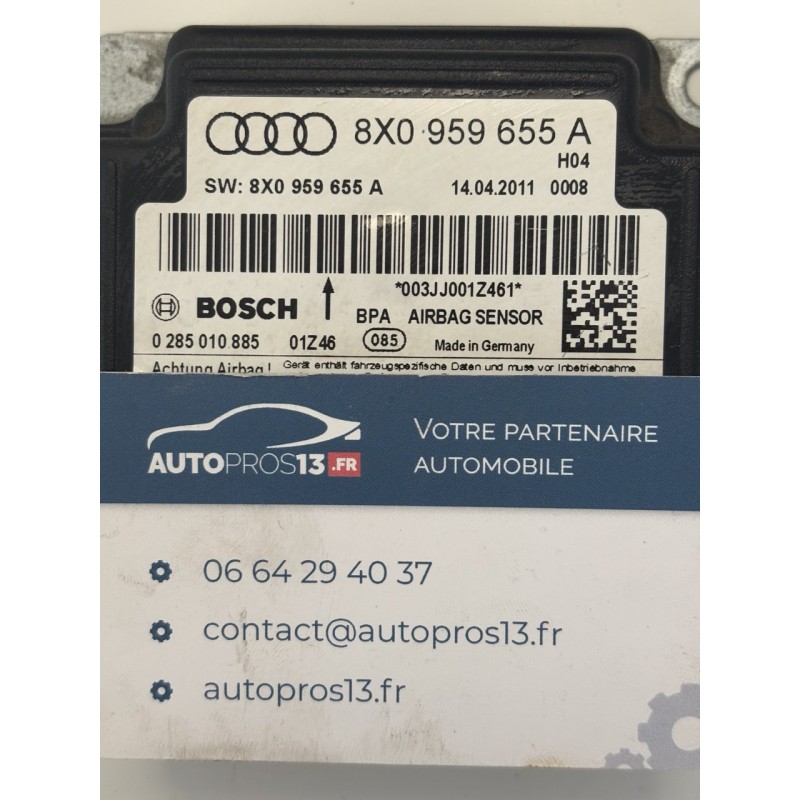 8X0 959 655 A
H04
SW: 8X0 959 655 A 14.04.2011 0008
*003JJ001Z461*
BOSCH BPA AIRBAG SENSOR
0 285 010 885 01Z46 085 Made in Germany
Achtung Airbag! Gerät enthält fahrzeugspezifische Daten und muss vor Inbetriebnahme
AUTOPROS13.FR
VOTRE PARTENAIRE
AUTOMOBILE
06 64 29 40 37
contact@autopros13.fr
autopros13.fr